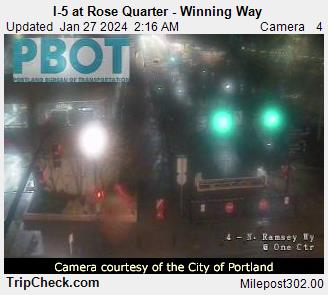 I-5 at Rose Quarter - Winning Way
Updated Jan 27 2024 2:16 AM Camera 4
PBOT
PORTLAND BUREAU OF TRANSPORTATION
4 - N. Ramsey Wy
@ One Ctr
Camera courtesy of the City of Portland
TripCheck.com Milepost302.00